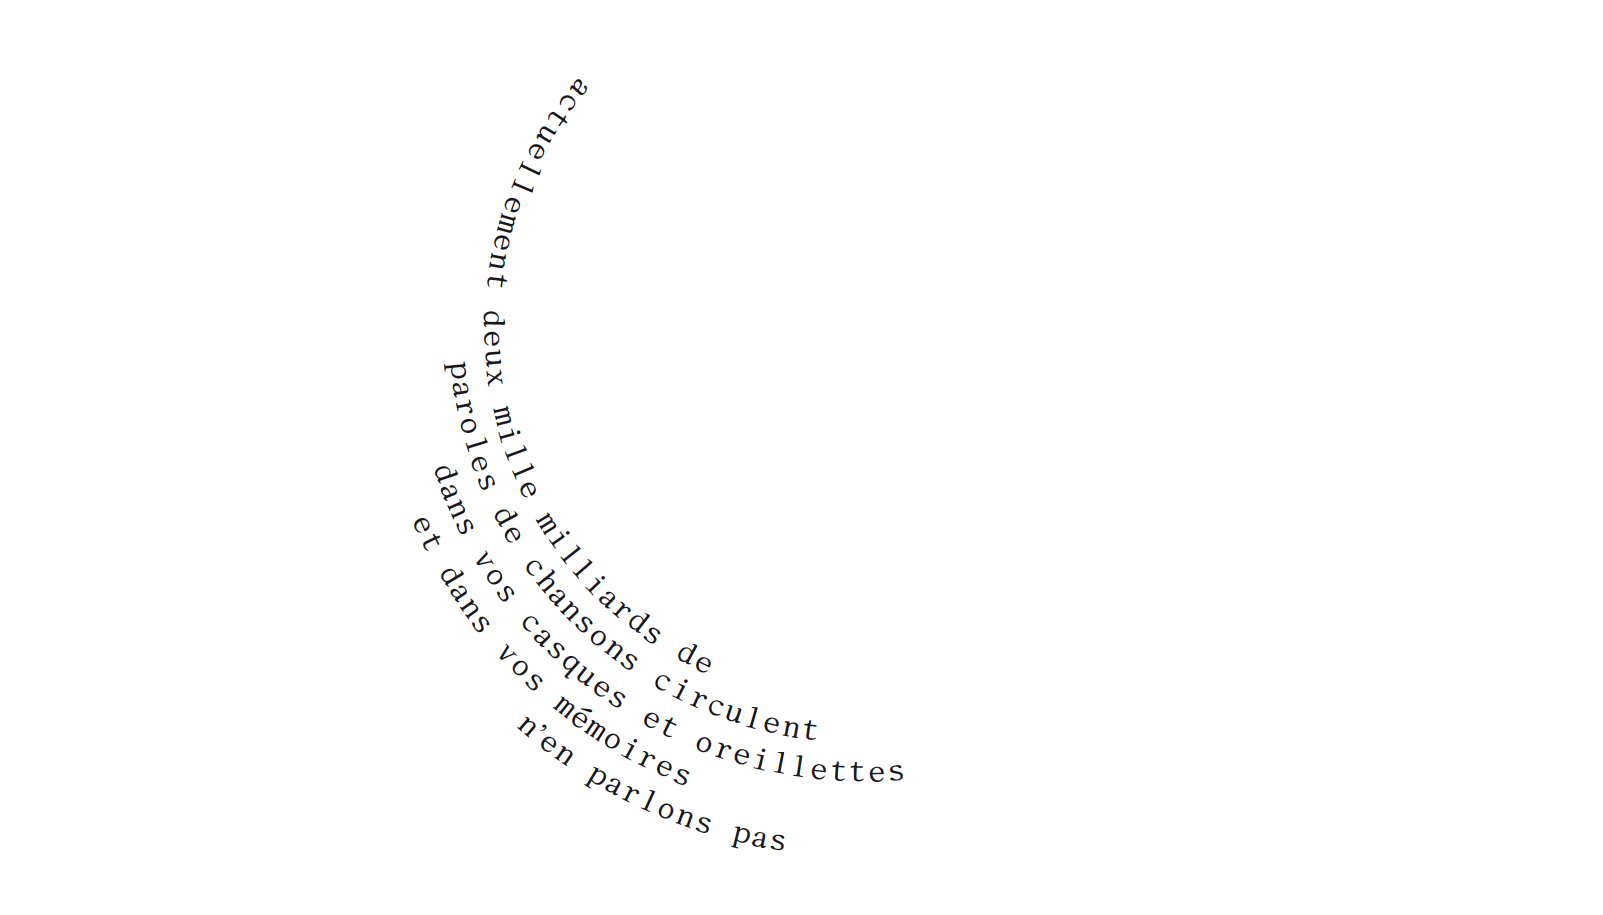 actuellement deux mille milliards de
paroles de chansons circulent
dans vos casques et oreillettes
et dans vos mémoires
n’en parlons pas